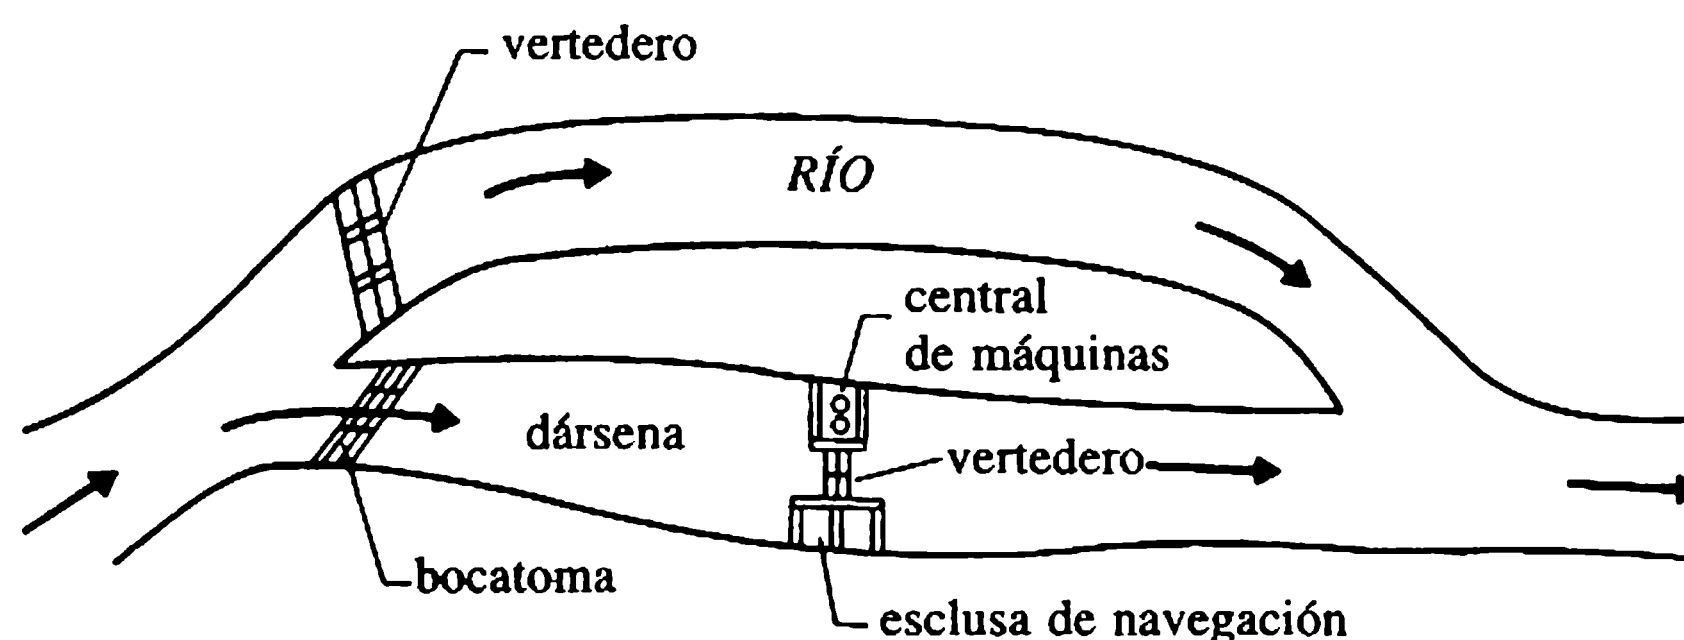 vertedero
RÍO
central
de máquinas
dársena
vertedero
bocatoma
esclusa de navegación